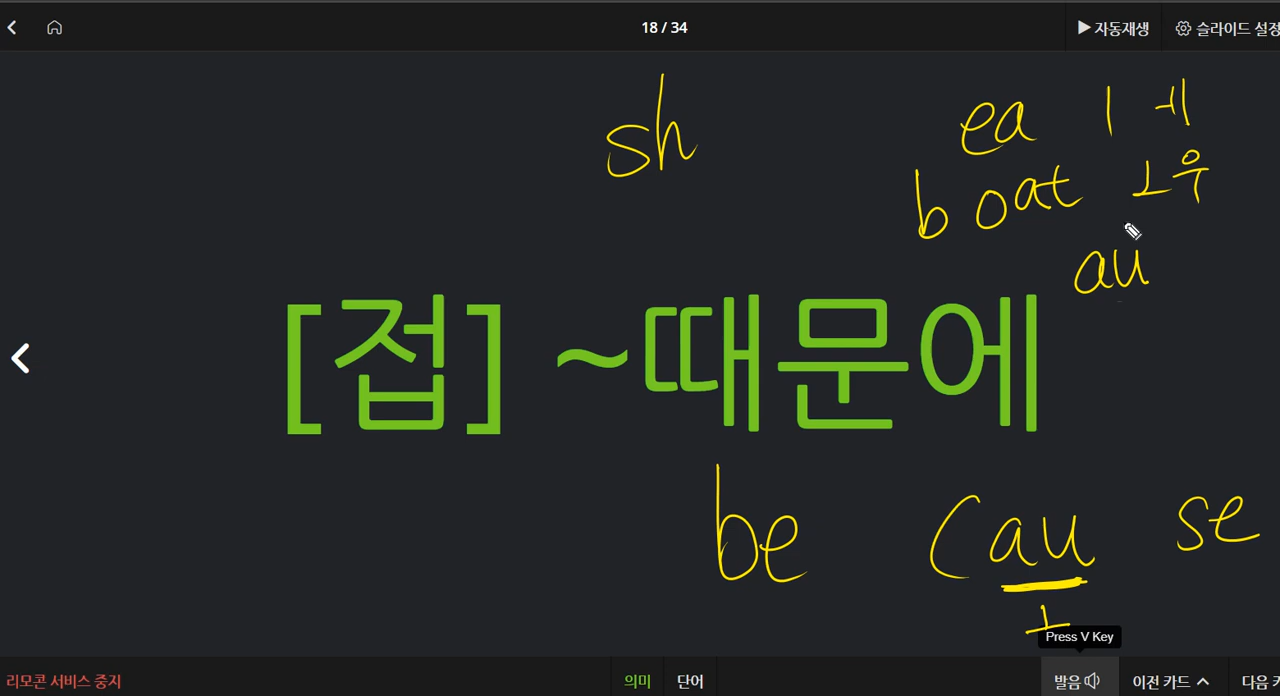 18 / 34
▶ 자동재생
슬라이드 설정
sh
ea ㅣ ㅔ
boat ㅗ우
au
[접] ~때문에
be cau se
ㅗ
Press V Key
리모콘 서비스 중지
의미
단어
발음
이전 카드
다음